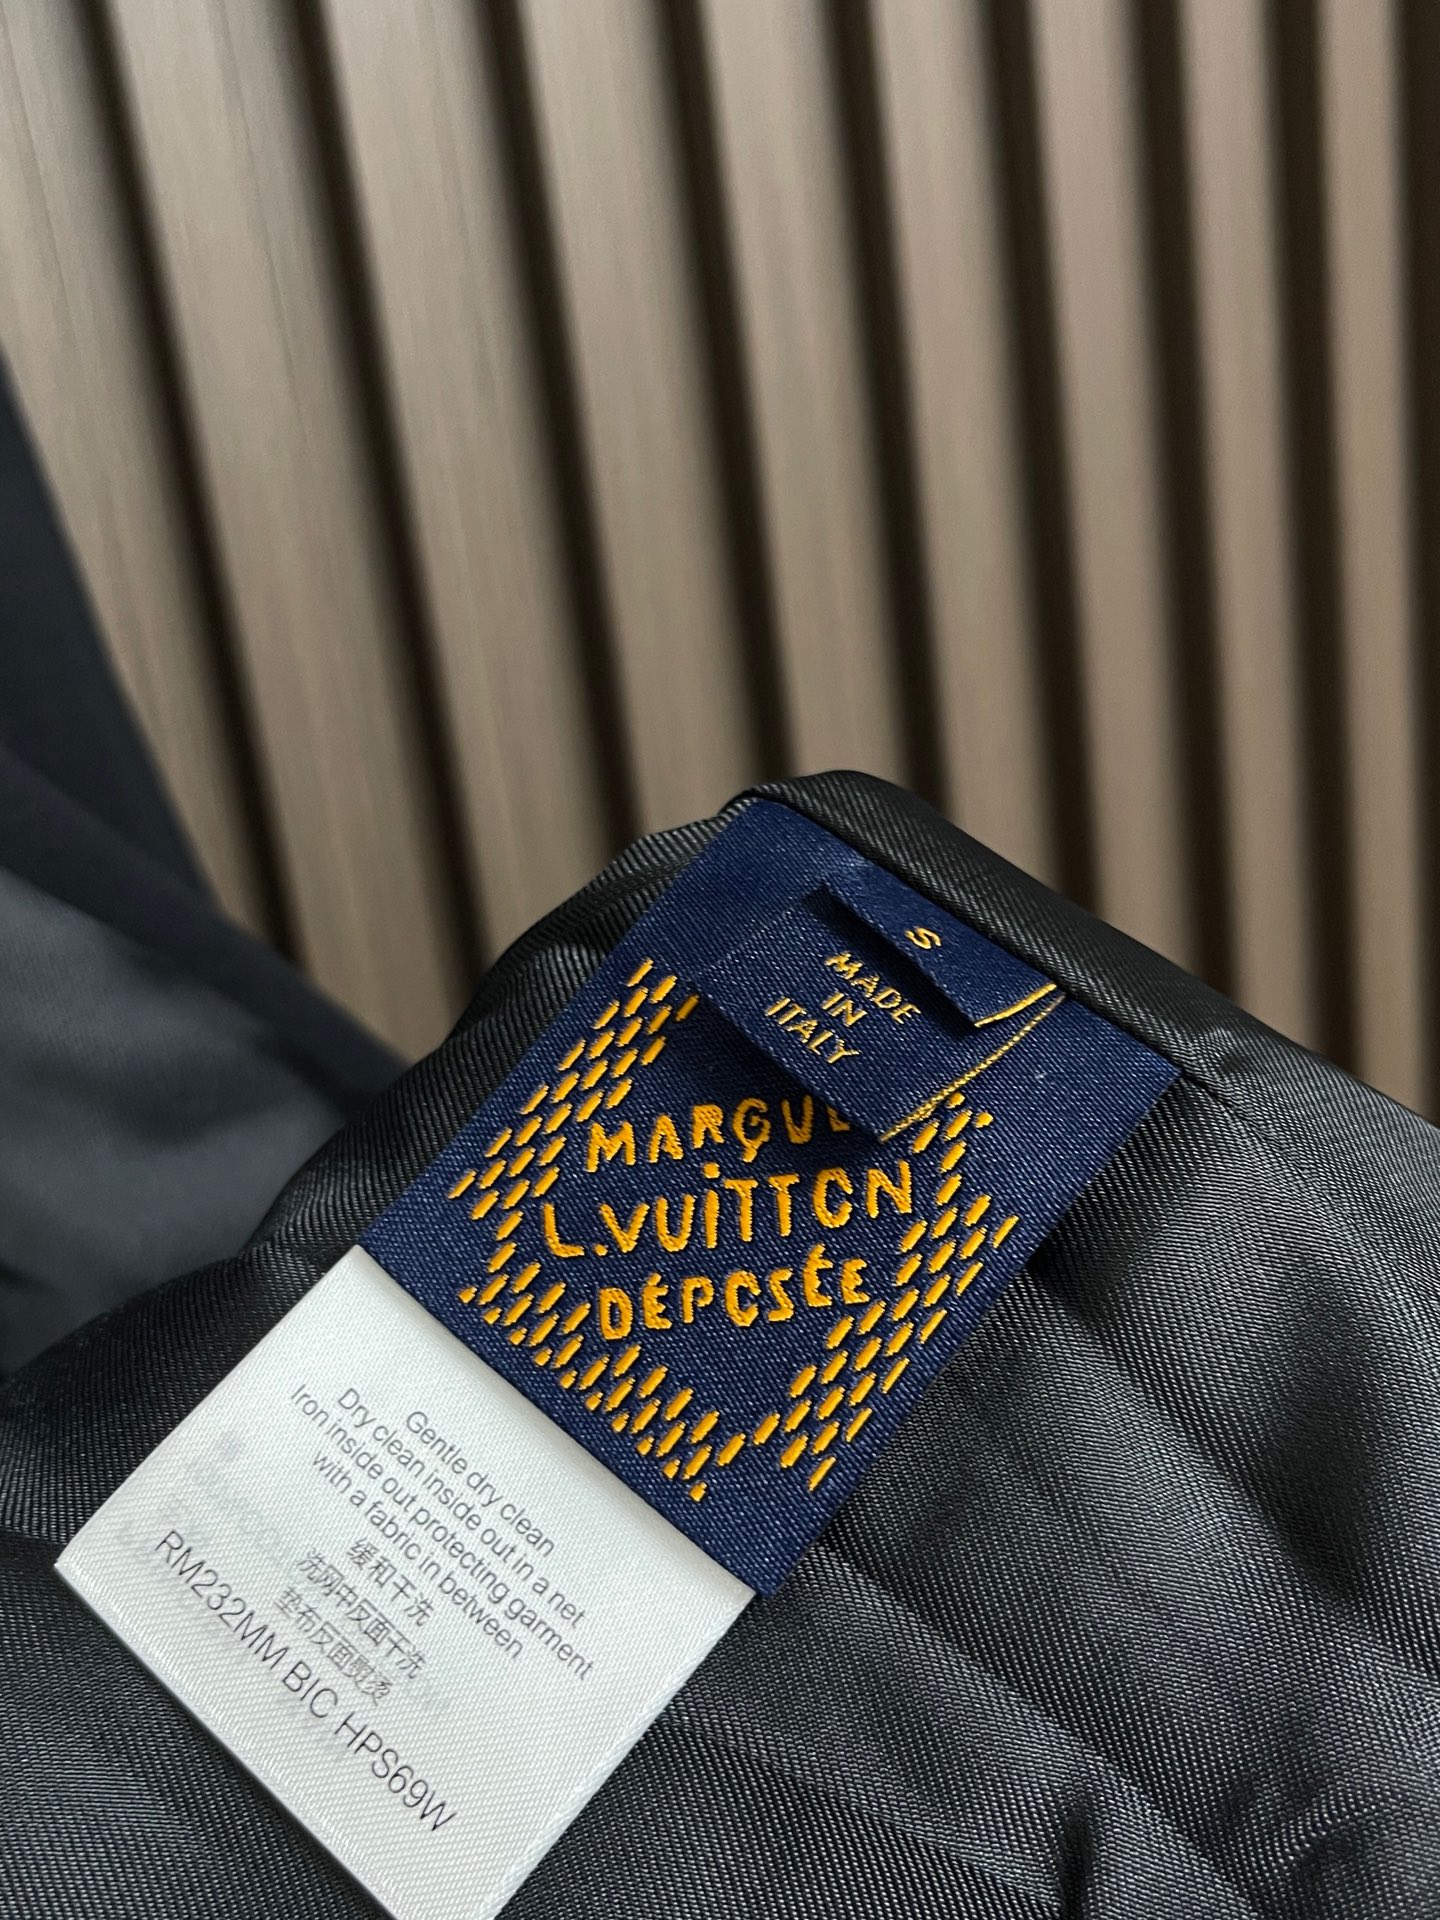 S
MADE
IN
ITALY
MARQUE
L.VUITTON
DÉPOSÉE
Gentle dry clean
Dry clean inside out in a net
Iron inside out protecting garment
with a fabric in between
缓和干洗
洗网中反面干洗
垫布反面熨烫
RM232MM BIC HPS69W